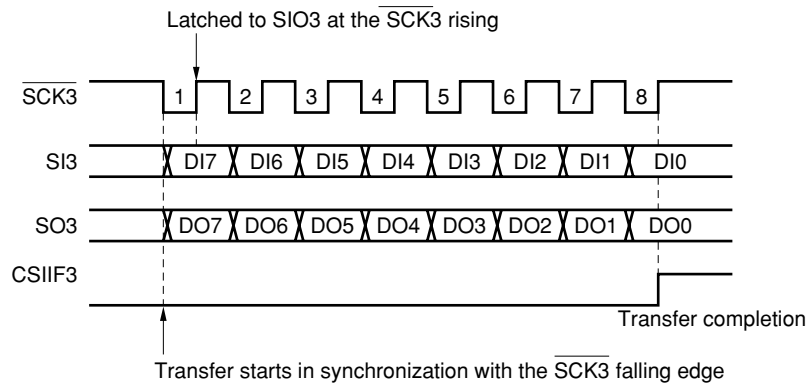 Latched to SIO3 at the SCK3 rising
SCK3 1 2 3 4 5 6 7 8
SI3 DI7 DI6 DI5 DI4 DI3 DI2 DI1 DI0
SO3 DO7 DO6 DO5 DO4 DO3 DO2 DO1 DO0
CSIIF3
Transfer completion
Transfer starts in synchronization with the SCK3 falling edge